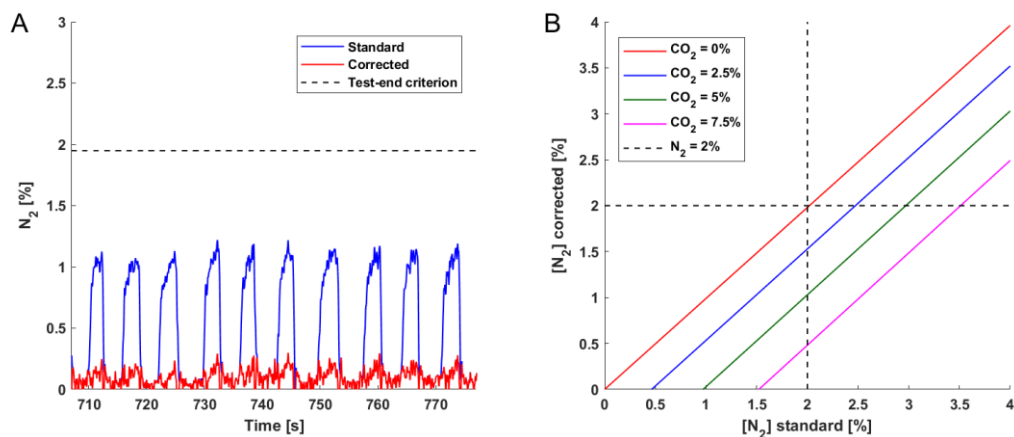 A
N2 [%]
3
2.5
2
1.5
1
0.5
0
710 720 730 740 750 760 770
Time [s]
Standard
Corrected
Test-end criterion
B
[N2] corrected [%]
4
3.5
3
2.5
2
1.5
1
0.5
0
0 0.5 1 1.5 2 2.5 3 3.5 4
[N2] standard [%]
CO2 = 0%
CO2 = 2.5%
CO2 = 5%
CO2 = 7.5%
N2 = 2%